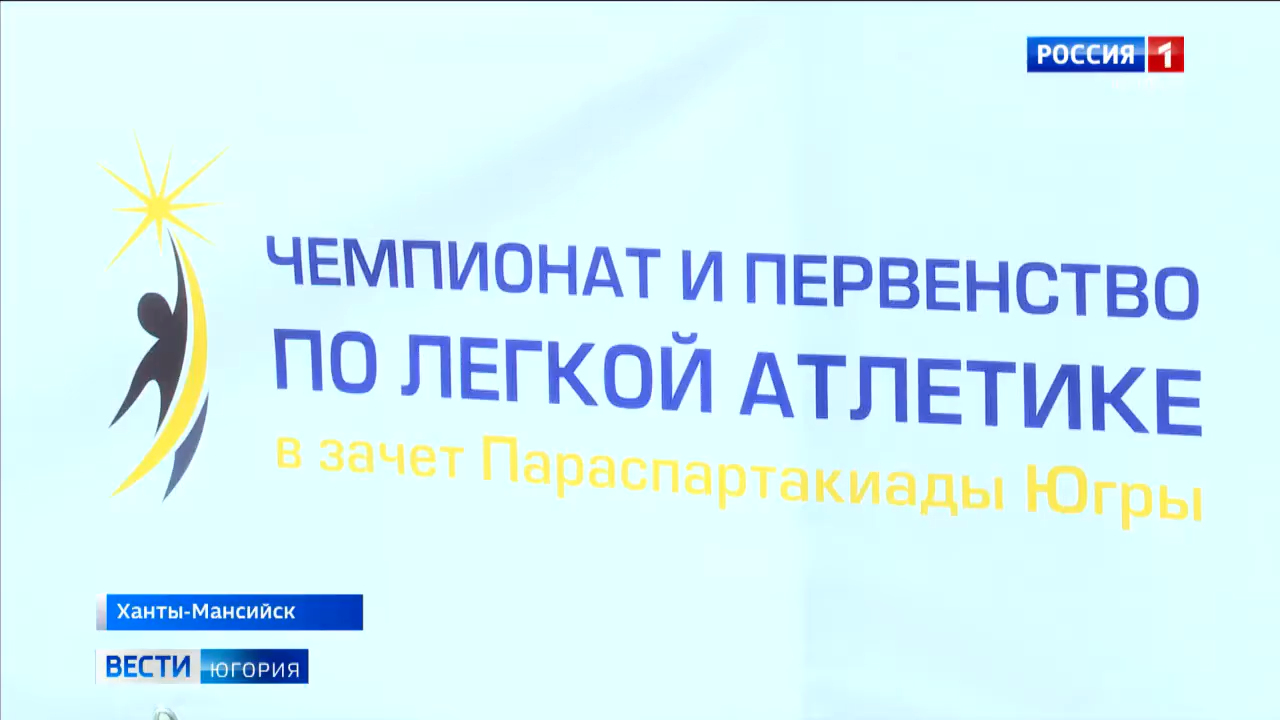 РОССИЯ 1
ЧЕМПИОНАТ И ПЕРВЕНСТВО
ПО ЛЕГКОЙ АТЛЕТИКЕ
в зачет Параспартакиады Югры
Ханты-Мансийск
ВЕСТИ ЮГОРИЯ